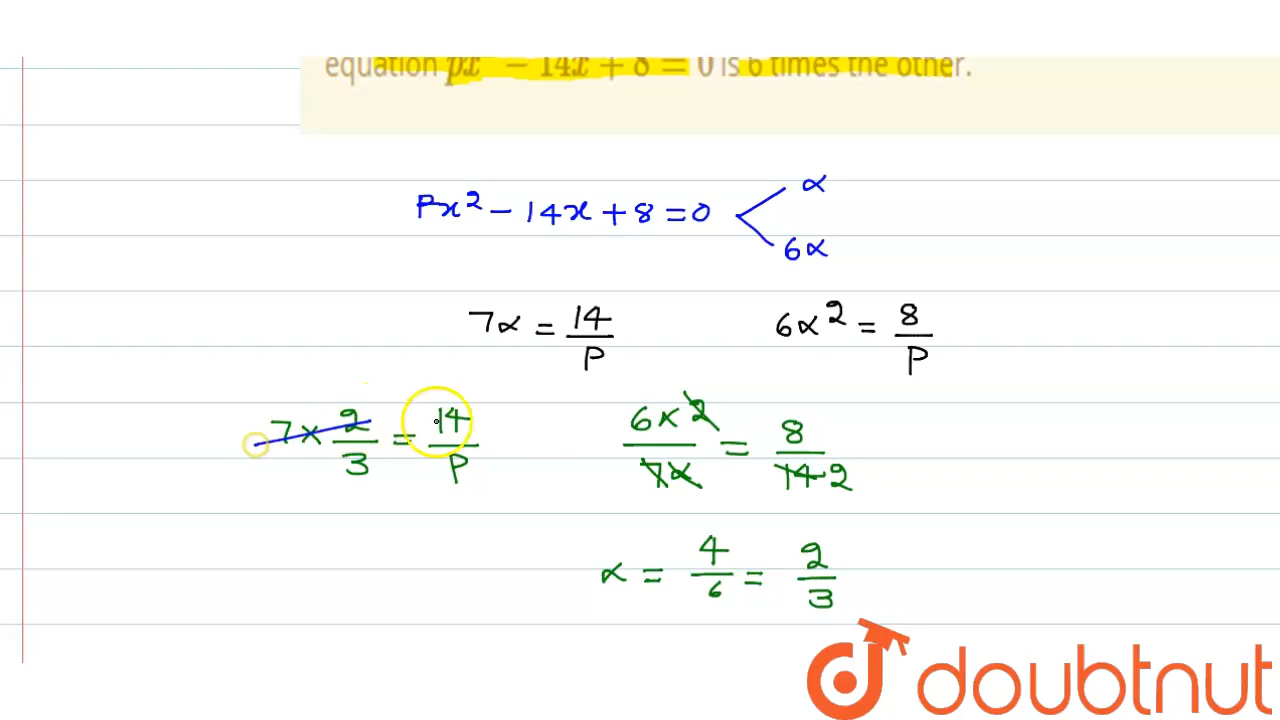 equation px² − 14x + 8 = 0 is 6 times the other.
Px² − 14x + 8 = 0
α
6α
7α = 14/P
6α² = 8/P
7 × 2/3 = 14/P
6α²/7α = 8/14 2
α = 4/6 = 2/3
doubtnut